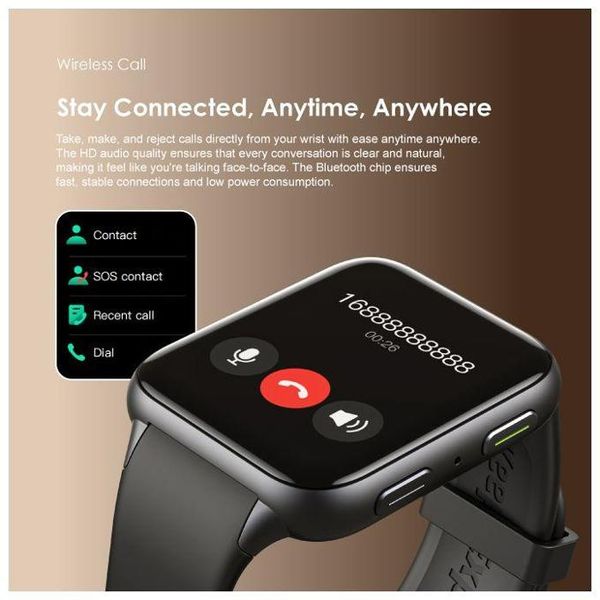 Wireless Call
Stay Connected, Anytime, Anywhere
Take, make, and reject calls directly from your wrist with ease anytime anywhere.
The HD audio quality ensures that every conversation is clear and natural,
making it feel like you're talking face-to-face. The Bluetooth chip ensures
fast, stable connections and low power consumption.
Contact
SOS contact
Recent call
Dial
16888888888
00:26